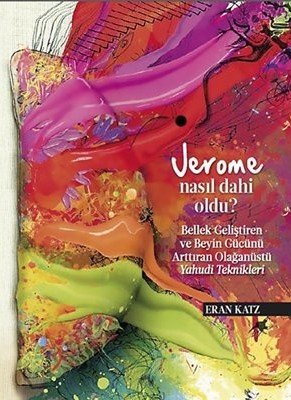 Jerome
nasıl dahi
oldu?
Bellek Geliştiren
ve Beyin Gücünü
Arttıran Olağanüstü
Yahudi Teknikleri
ERAN KATZ